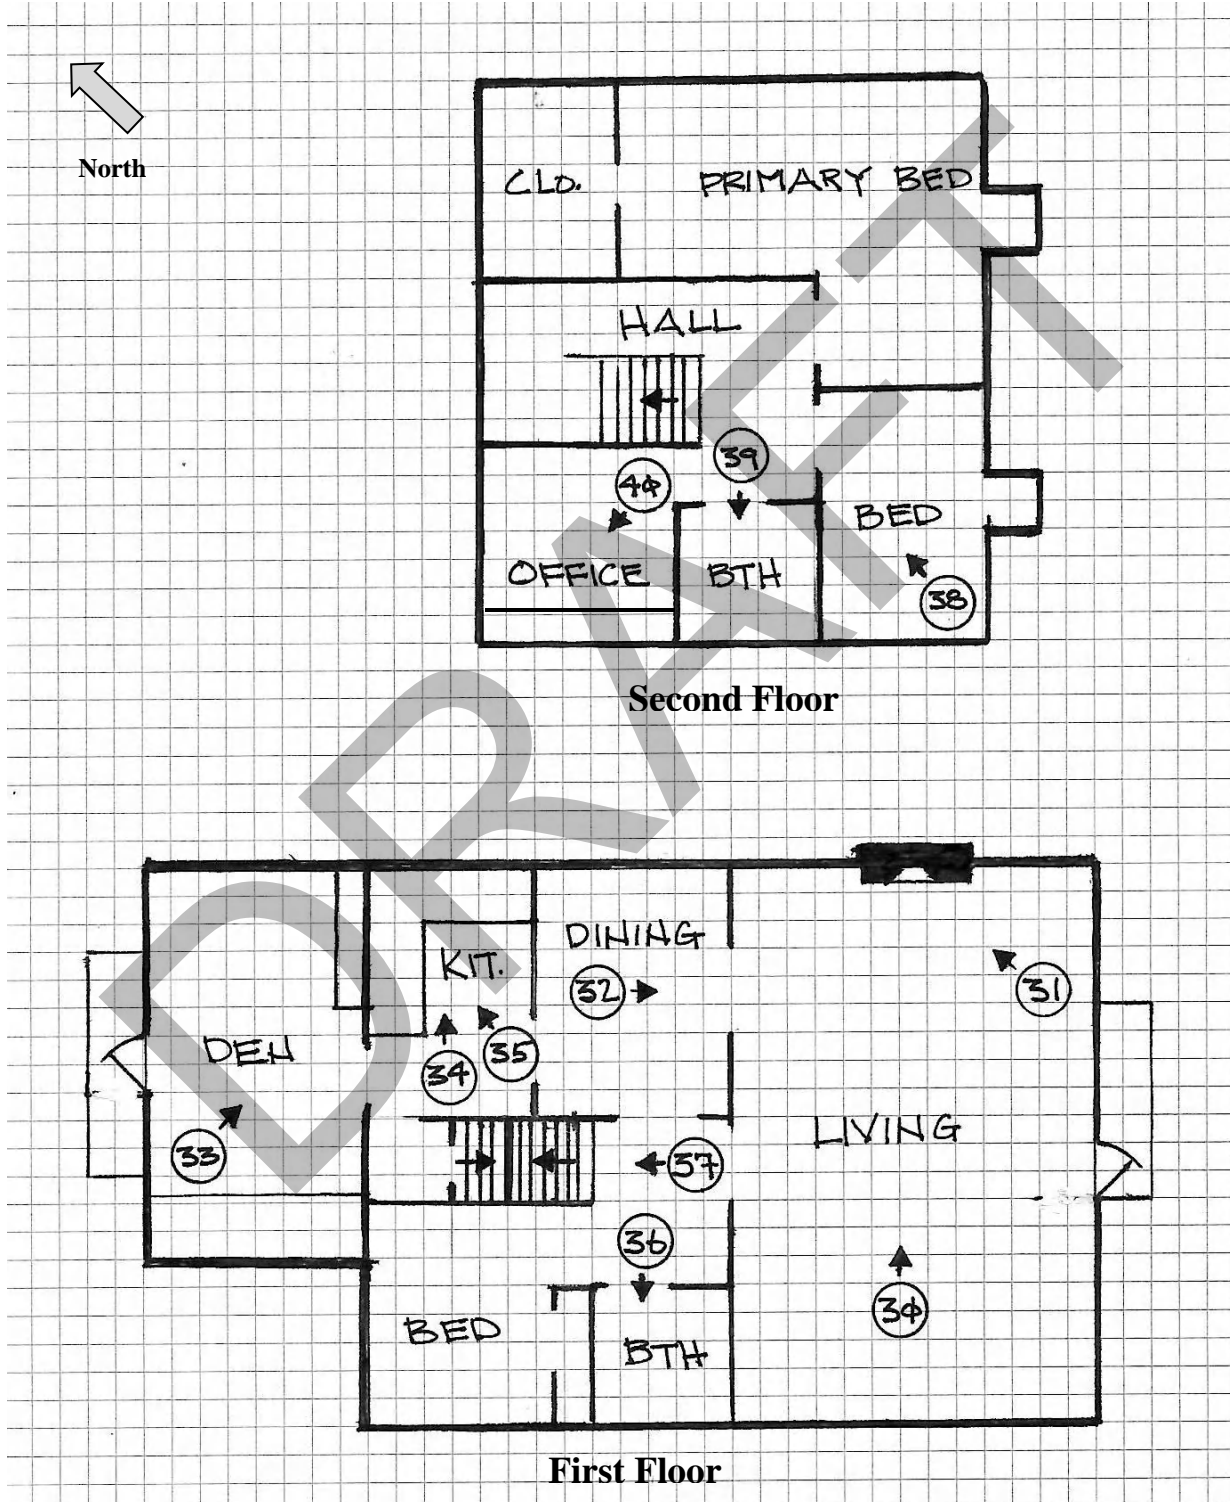 North
CLO.
PRIMARY BED
HALL
39
40
BED
OFFICE
BTH
38
Second Floor
DRAFT
DINING
KIT.
32
31
35
DEN
34
LIVING
33
37
36
30
BED
BTH
First Floor